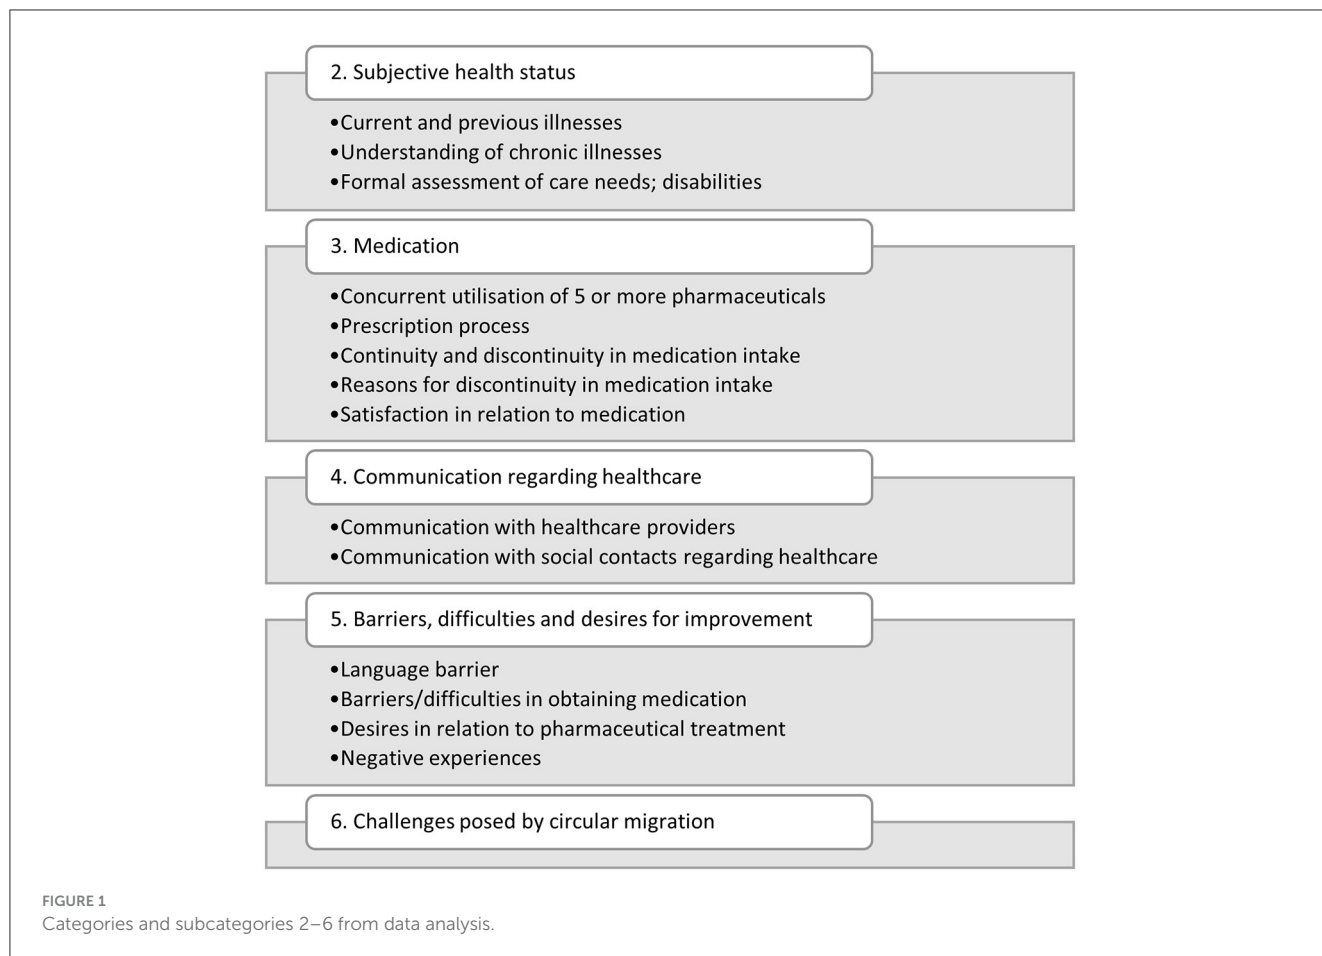 2. Subjective health status
•Current and previous illnesses
•Understanding of chronic illnesses
•Formal assessment of care needs; disabilities
3. Medication
•Concurrent utilisation of 5 or more pharmaceuticals
•Prescription process
•Continuity and discontinuity in medication intake
•Reasons for discontinuity in medication intake
•Satisfaction in relation to medication
4. Communication regarding healthcare
•Communication with healthcare providers
•Communication with social contacts regarding healthcare
5. Barriers, difficulties and desires for improvement
•Language barrier
•Barriers/difficulties in obtaining medication
•Desires in relation to pharmaceutical treatment
•Negative experiences
6. Challenges posed by circular migration
FIGURE 1
Categories and subcategories 2–6 from data analysis.